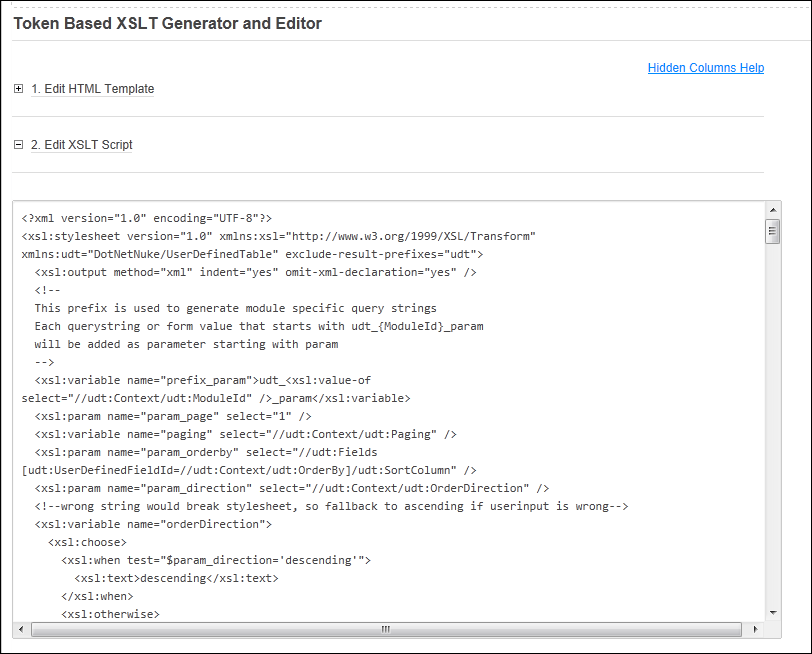 Token Based XSLT Generator and Editor
Hidden Columns Help
1. Edit HTML Template
2. Edit XSLT Script
<?xml version="1.0" encoding="UTF-8"?>
<xsl:stylesheet version="1.0" xmlns:xsl="http://www.w3.org/1999/XSL/Transform"
xmlns:udt="DotNetNuke/UserDefinedTable" exclude-result-prefixes="udt">
  <xsl:output method="xml" indent="yes" omit-xml-declaration="yes" />
  <!--
  This prefix is used to generate module specific query strings
  Each querystring or form value that starts with udt_{ModuleId}_param
  will be added as parameter starting with param
  -->
  <xsl:variable name="prefix_param">udt_<xsl:value-of
select="//udt:Context/udt:ModuleId" />_param</xsl:variable>
  <xsl:param name="param_page" select="1" />
  <xsl:variable name="paging" select="//udt:Context/udt:Paging" />
  <xsl:param name="param_orderby" select="//udt:Fields
[udt:UserDefinedFieldId=//udt:Context/udt:OrderBy]/udt:SortColumn" />
  <xsl:param name="param_direction" select="//udt:Context/udt:OrderDirection" />
  <!--wrong string would break stylesheet, so fallback to ascending if userinput is wrong-->
  <xsl:variable name="orderDirection">
    <xsl:choose>
      <xsl:when test="$param_direction='descending'">
        <xsl:text>descending</xsl:text>
      </xsl:when>
      <xsl:otherwise>